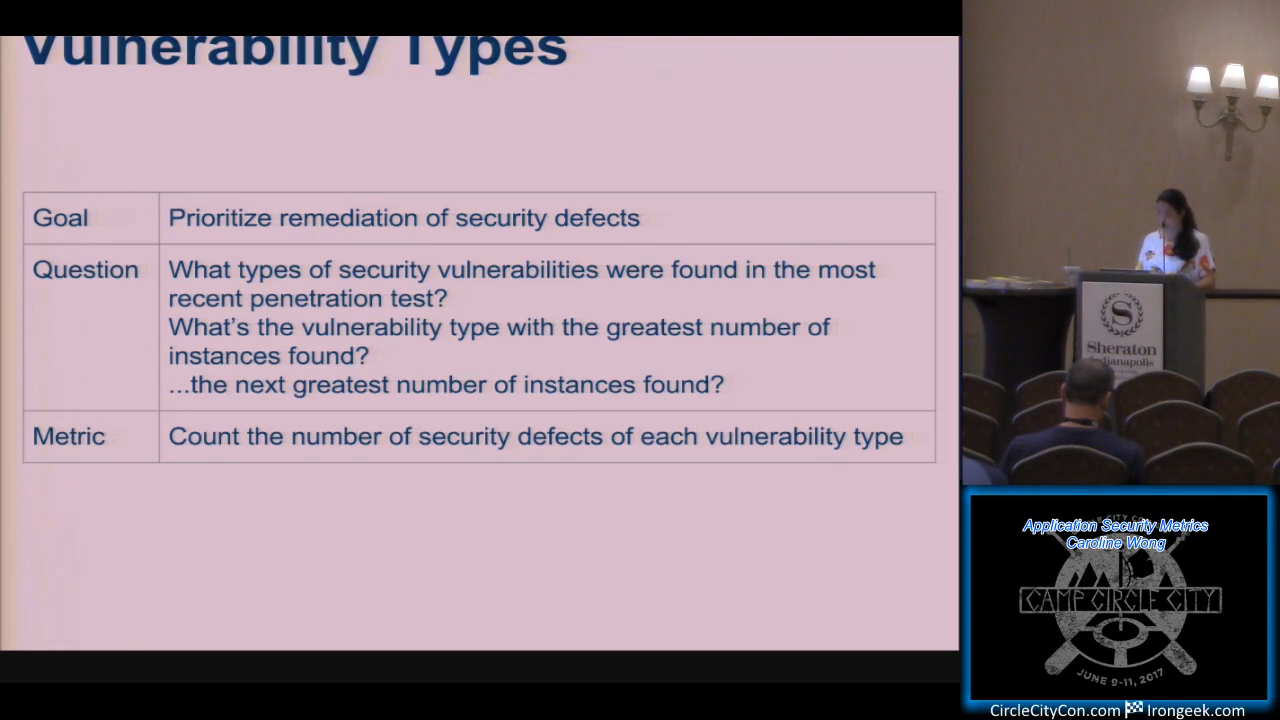 Vulnerability Types
Goal
Prioritize remediation of security defects
Question
What types of security vulnerabilities were found in the most
recent penetration test?
What's the vulnerability type with the greatest number of
instances found?
...the next greatest number of instances found?
Metric
Count the number of security defects of each vulnerability type
S
Sheraton
Indianapolis
Application Security Metrics
Caroline Wong
CAMP CIRCLE CITY
JUNE 9-11, 2017
CircleCityCon.com Irongeek.com